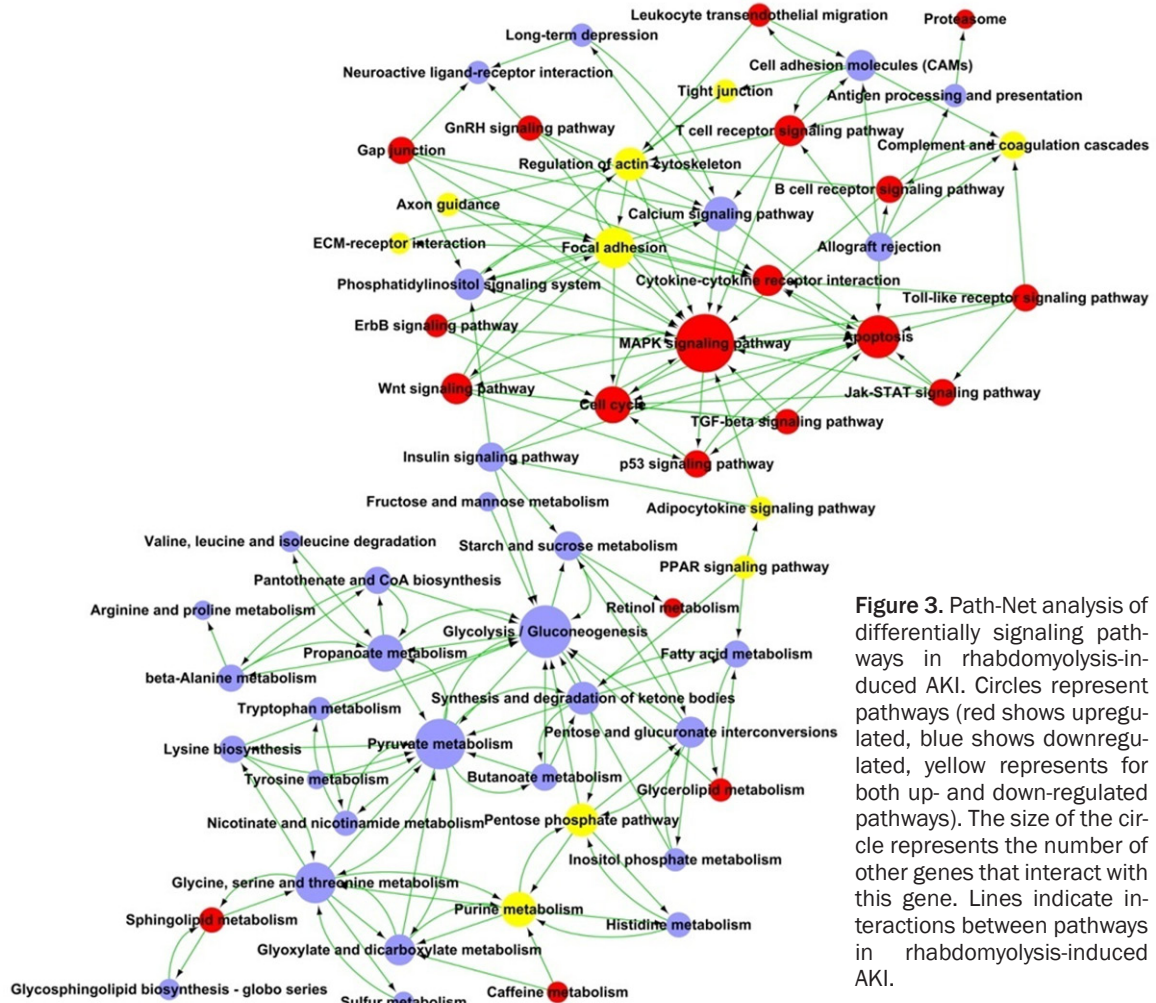 Leukocyte transendothelial migration
Proteasome
Long-term depression
Cell adhesion molecules (CAMs)
Neuroactive ligand-receptor interaction
Tight junction
Antigen processing and presentation
GnRH signaling pathway
T cell receptor signaling pathway
Gap junction
Complement and coagulation cascades
Regulation of actin cytoskeleton
B cell receptor signaling pathway
Axon guidance
Calcium signaling pathway
ECM-receptor interaction
Focal adhesion
Allograft rejection
Phosphatidylinositol signaling system
Cytokine-cytokine receptor interaction
Toll-like receptor signaling pathway
ErbB signaling pathway
MAPK signaling pathway
Apoptosis
Wnt signaling pathway
Cell cycle
Jak-STAT signaling pathway
TGF-beta signaling pathway
Insulin signaling pathway
p53 signaling pathway
Fructose and mannose metabolism
Adipocytokine signaling pathway
Valine, leucine and isoleucine degradation
Starch and sucrose metabolism
PPAR signaling pathway
Pantothenate and CoA biosynthesis
Arginine and proline metabolism
Retinol metabolism
Glycolysis / Gluconeogenesis
Propanoate metabolism
Fatty acid metabolism
beta-Alanine metabolism
Synthesis and degradation of ketone bodies
Tryptophan metabolism
Pentose and glucuronate interconversions
Lysine biosynthesis
Pyruvate metabolism
Tyrosine metabolism
Butanoate metabolism
Glycerolipid metabolism
Nicotinate and nicotinamide metabolism
Pentose phosphate pathway
Inositol phosphate metabolism
Glycine, serine and threonine metabolism
Purine metabolism
Sphingolipid metabolism
Histidine metabolism
Glyoxylate and dicarboxylate metabolism
Glycosphingolipid biosynthesis - globo series
Caffeine metabolism
Sulfur metabolism
Figure 3. Path-Net analysis of
differentially signaling path-
ways in rhabdomyolysis-in-
duced AKI. Circles represent
pathways (red shows upregu-
lated, blue shows downregu-
lated, yellow represents for
both up- and down-regulated
pathways). The size of the cir-
cle represents the number of
other genes that interact with
this gene. Lines indicate in-
teractions between pathways
in rhabdomyolysis-induced
AKI.